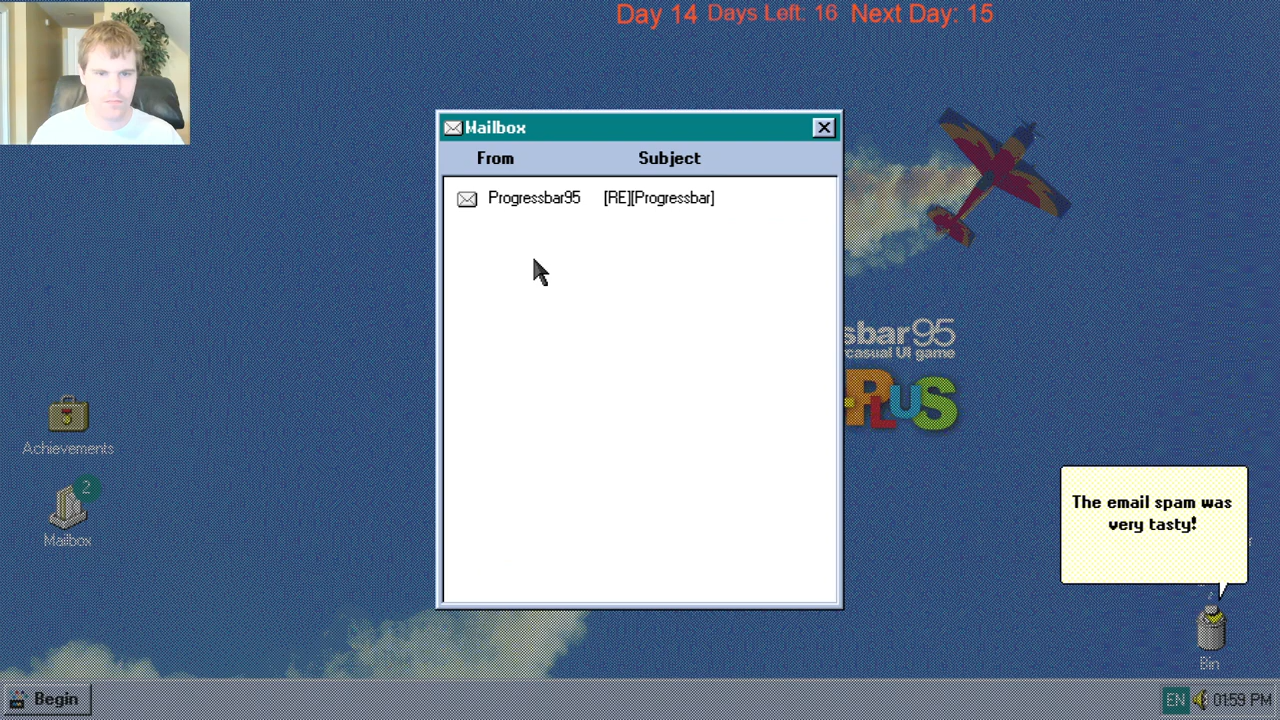 Day 14 Days Left: 16 Next Day: 15
Mailbox
From Subject
Progressbar95 [RE][Progressbar]
sbar95
rcasual UI game
PLUS
Achievements
2
Mailbox
The email spam was
very tasty!
Bin
Begin
EN 01:59 PM